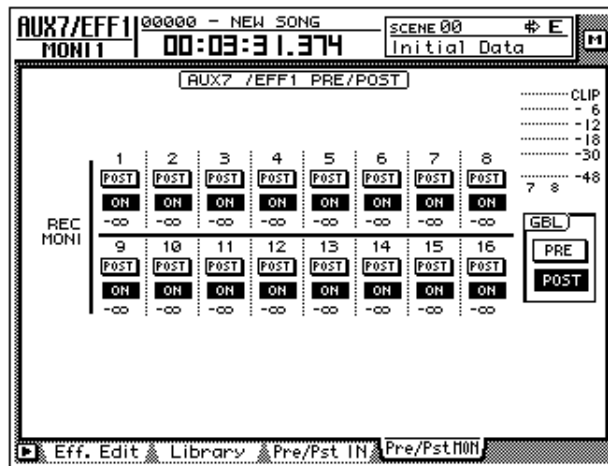 AUX7/EFF1
MONI 1
00000 - NEW SONG
00:03:31.374
SCENE 00 E
Initial Data
M
AUX7 /EFF1 PRE/POST
CLIP
- 6
-12
-18
-30
-48
7 8
REC MONI
1 2 3 4 5 6 7 8
POST POST POST POST POST POST POST POST
ON ON ON ON ON ON ON ON
-∞ -∞ -∞ -∞ -∞ -∞ -∞ -∞
9 10 11 12 13 14 15 16
POST POST POST POST POST POST POST POST
ON ON ON ON ON ON ON ON
-∞ -∞ -∞ -∞ -∞ -∞ -∞ -∞
GBL
PRE
POST
Eff. Edit Library Pre/Pst IN Pre/PstMON